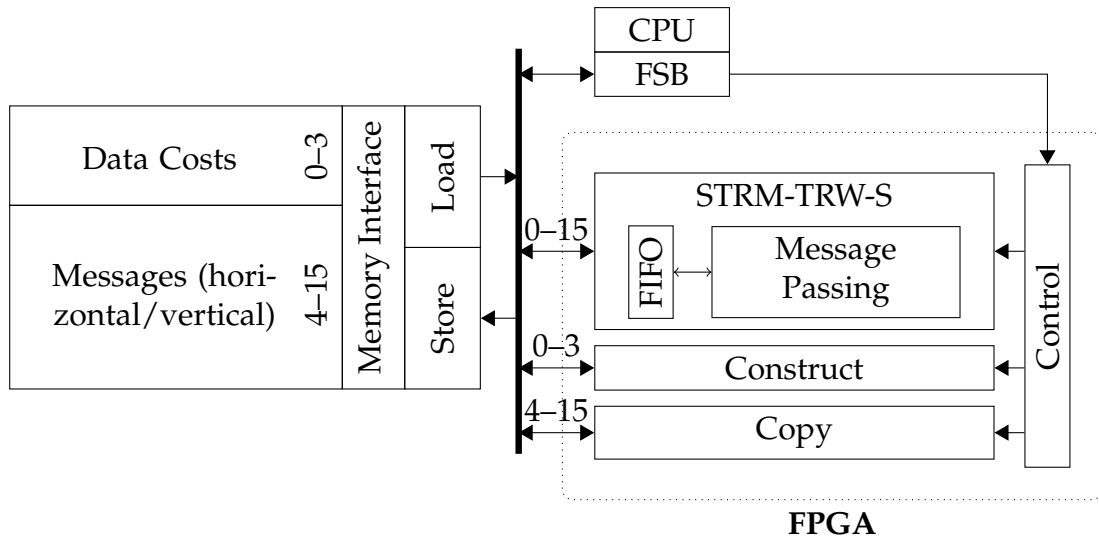 CPU
FSB
Data Costs
0–3
Messages (hori-
zontal/vertical)
4–15
Memory Interface
Load
Store
0–15
0–3
4–15
STRM-TRW-S
FIFO
Message
Passing
Construct
Copy
Control
FPGA